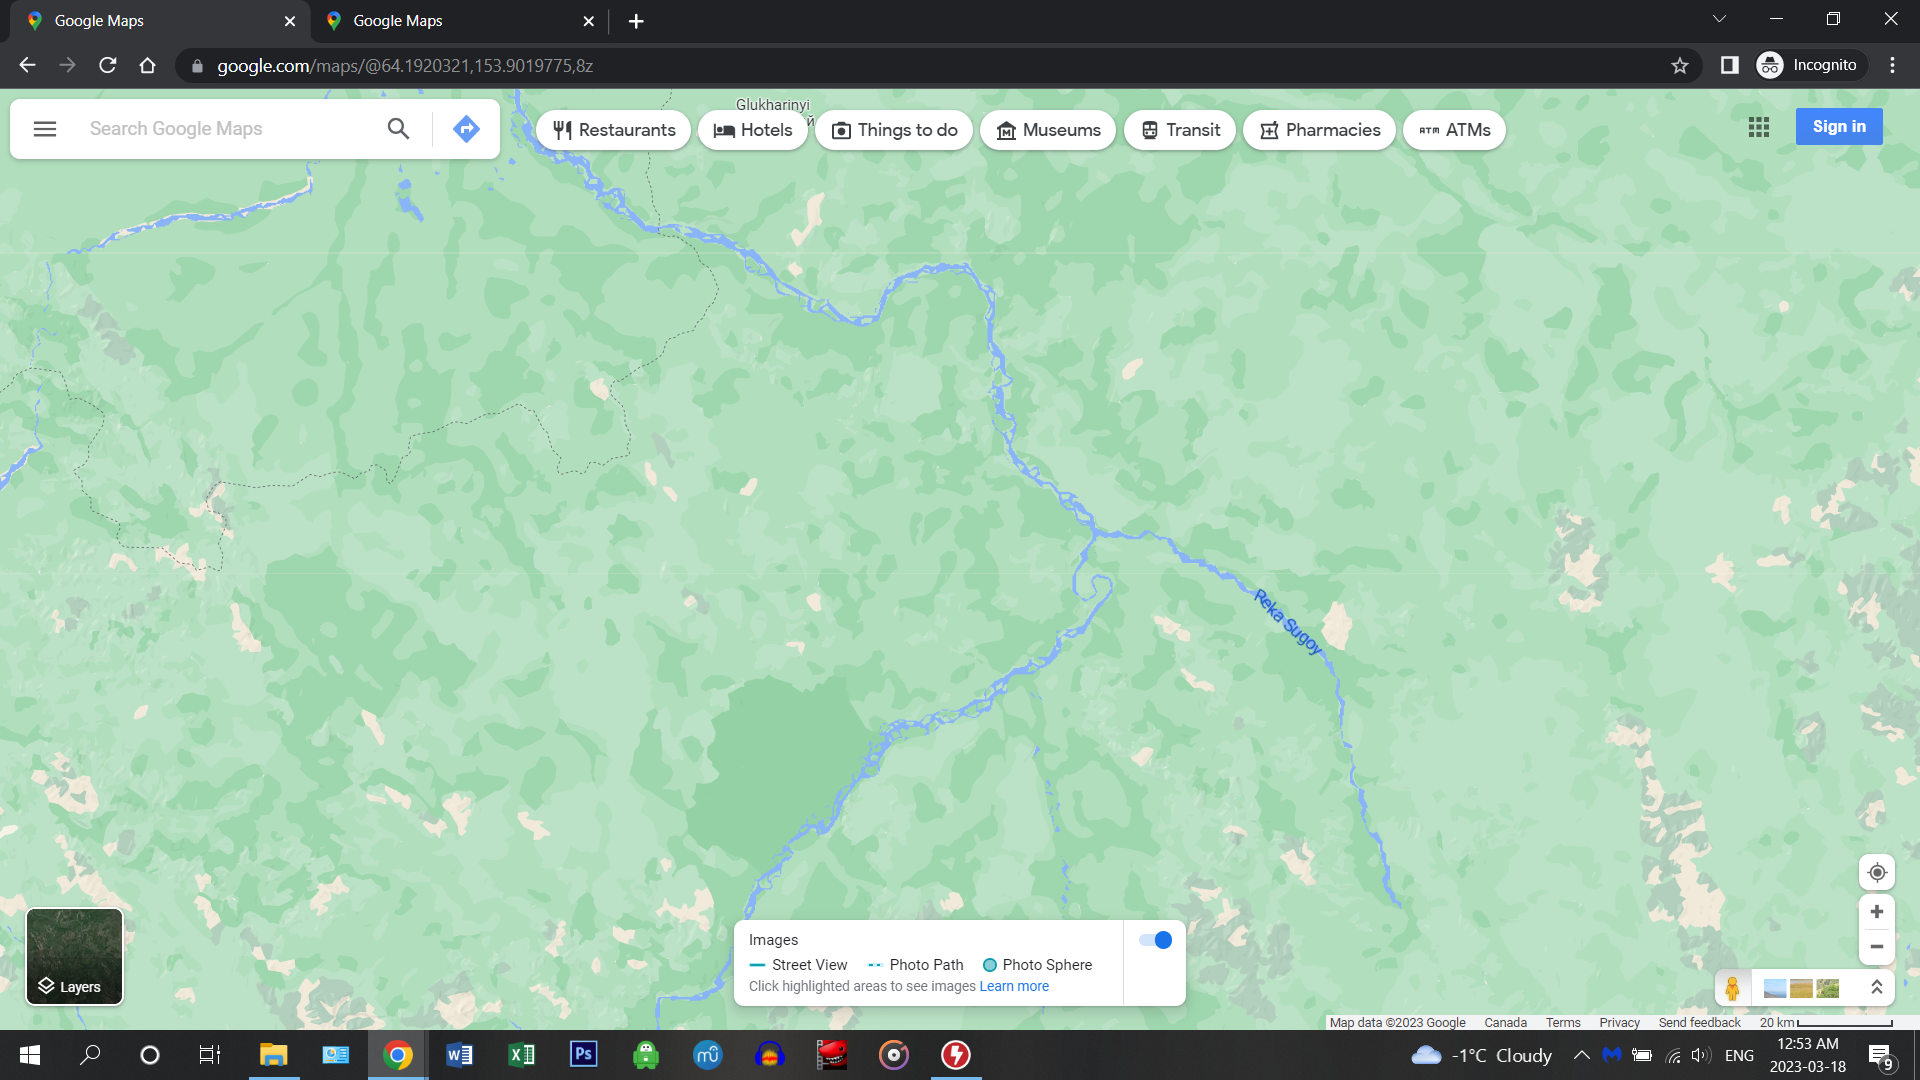 Google Maps
Google Maps
google.com/maps/@64.1920321,153.9019775,8z
Incognito
Search Google Maps
Glukharinyi
й
Restaurants
Hotels
Things to do
Museums
Transit
Pharmacies
ATM ATMs
Sign in
Reka Sugoy
Layers
Images
Street View
Photo Path
Photo Sphere
Click highlighted areas to see images Learn more
Map data ©2023 Google
Canada
Terms
Privacy
Send feedback
20 km
-1°C Cloudy
ENG
12:53 AM
2023-03-18
9